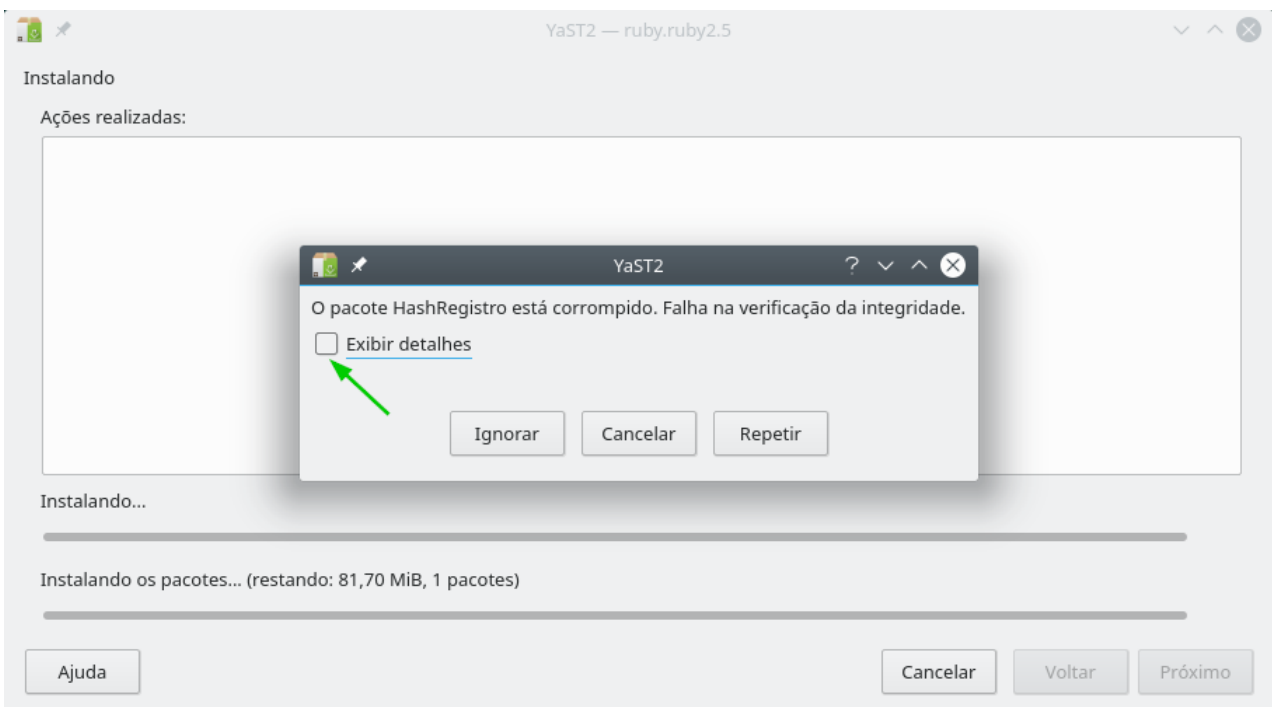 YaST2 — ruby.ruby2.5
Instalando
Ações realizadas:
YaST2
?
O pacote HashRegistro está corrompido. Falha na verificação da integridade.
Exibir detalhes
Ignorar Cancelar Repetir
Instalando...
Instalando os pacotes... (restando: 81,70 MiB, 1 pacotes)
Ajuda Cancelar Voltar Próximo